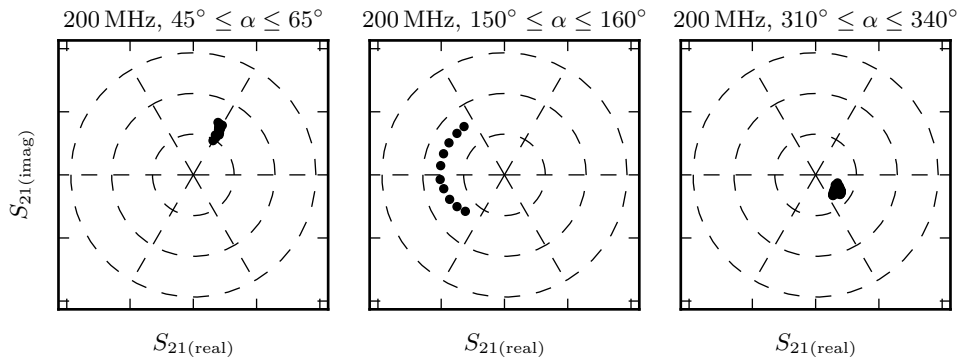 200 MHz, 45° ≤ α ≤ 65°
200 MHz, 150° ≤ α ≤ 160°
200 MHz, 310° ≤ α ≤ 340°
S21(imag)
S21(real)
S21(real)
S21(real)